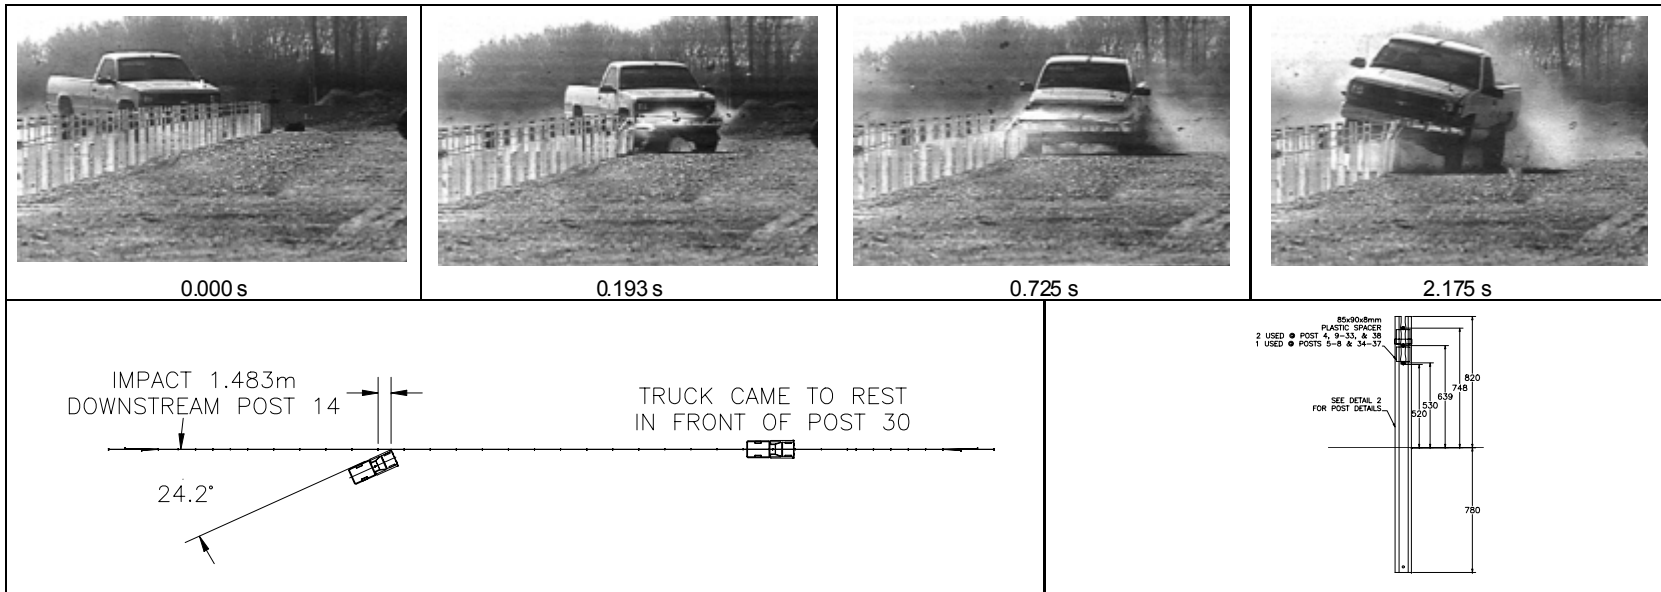 0.000 s
0.193 s
0.725 s
2.175 s
IMPACT 1.483m
DOWNSTREAM POST 14
24.2°
TRUCK CAME TO REST
IN FRONT OF POST 30
85x90x8mm
PLASTIC SPACER
2 USED @ POST 4, 9-33, & 38
1 USED @ POSTS 5-8 & 34-37
SEE DETAIL 2
FOR POST DETAILS
520
530
639
748
820
780